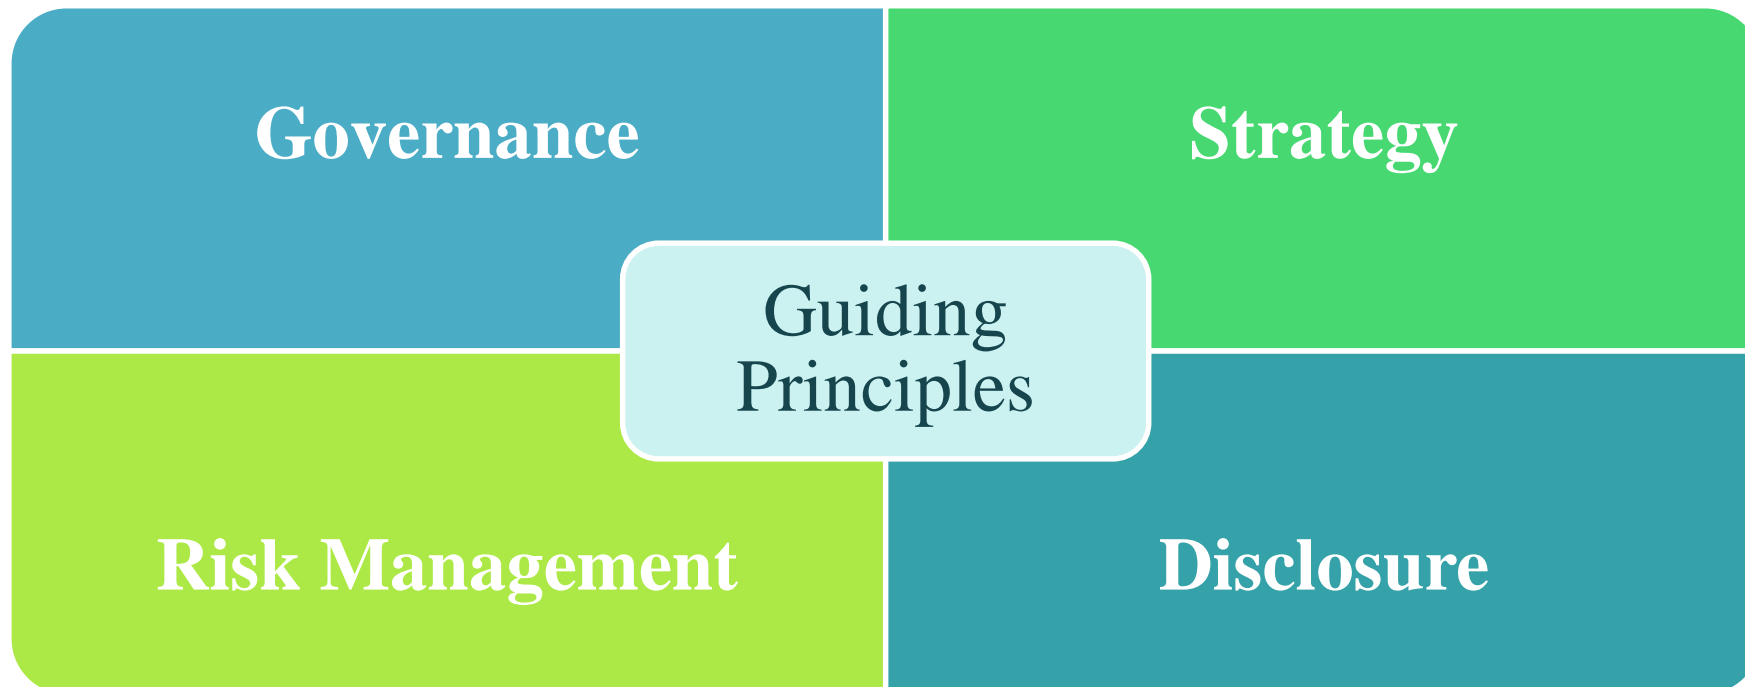 Governance
Strategy
Guiding
Principles
Risk Management
Disclosure